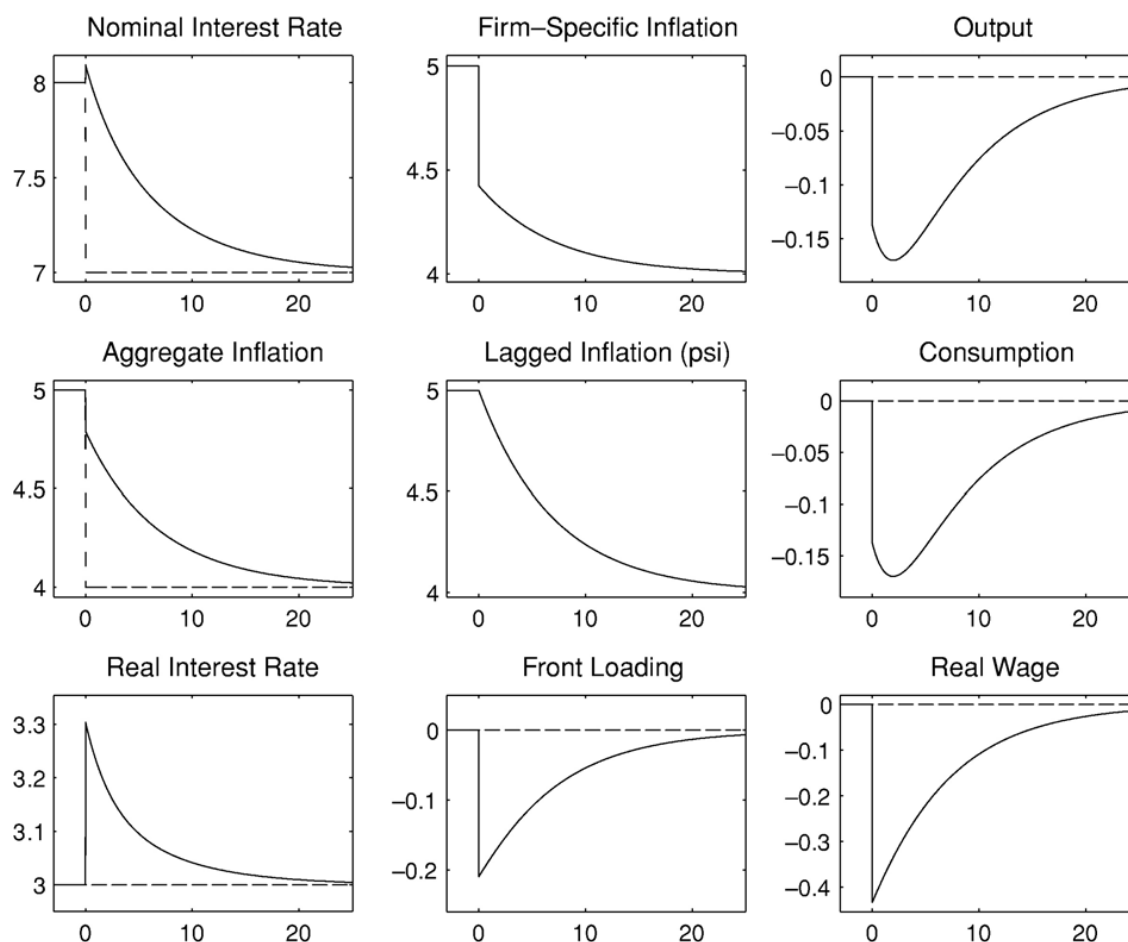 Nominal Interest Rate
8
7.5
7
0 10 20
Firm–Specific Inflation
5
4.5
4
0 10 20
Output
0
−0.05
−0.1
−0.15
0 10 20
Aggregate Inflation
5
4.5
4
0 10 20
Lagged Inflation (psi)
5
4.5
4
0 10 20
Consumption
0
−0.05
−0.1
−0.15
0 10 20
Real Interest Rate
3.3
3.2
3.1
3
0 10 20
Front Loading
0
−0.1
−0.2
0 10 20
Real Wage
0
−0.1
−0.2
−0.3
−0.4
0 10 20